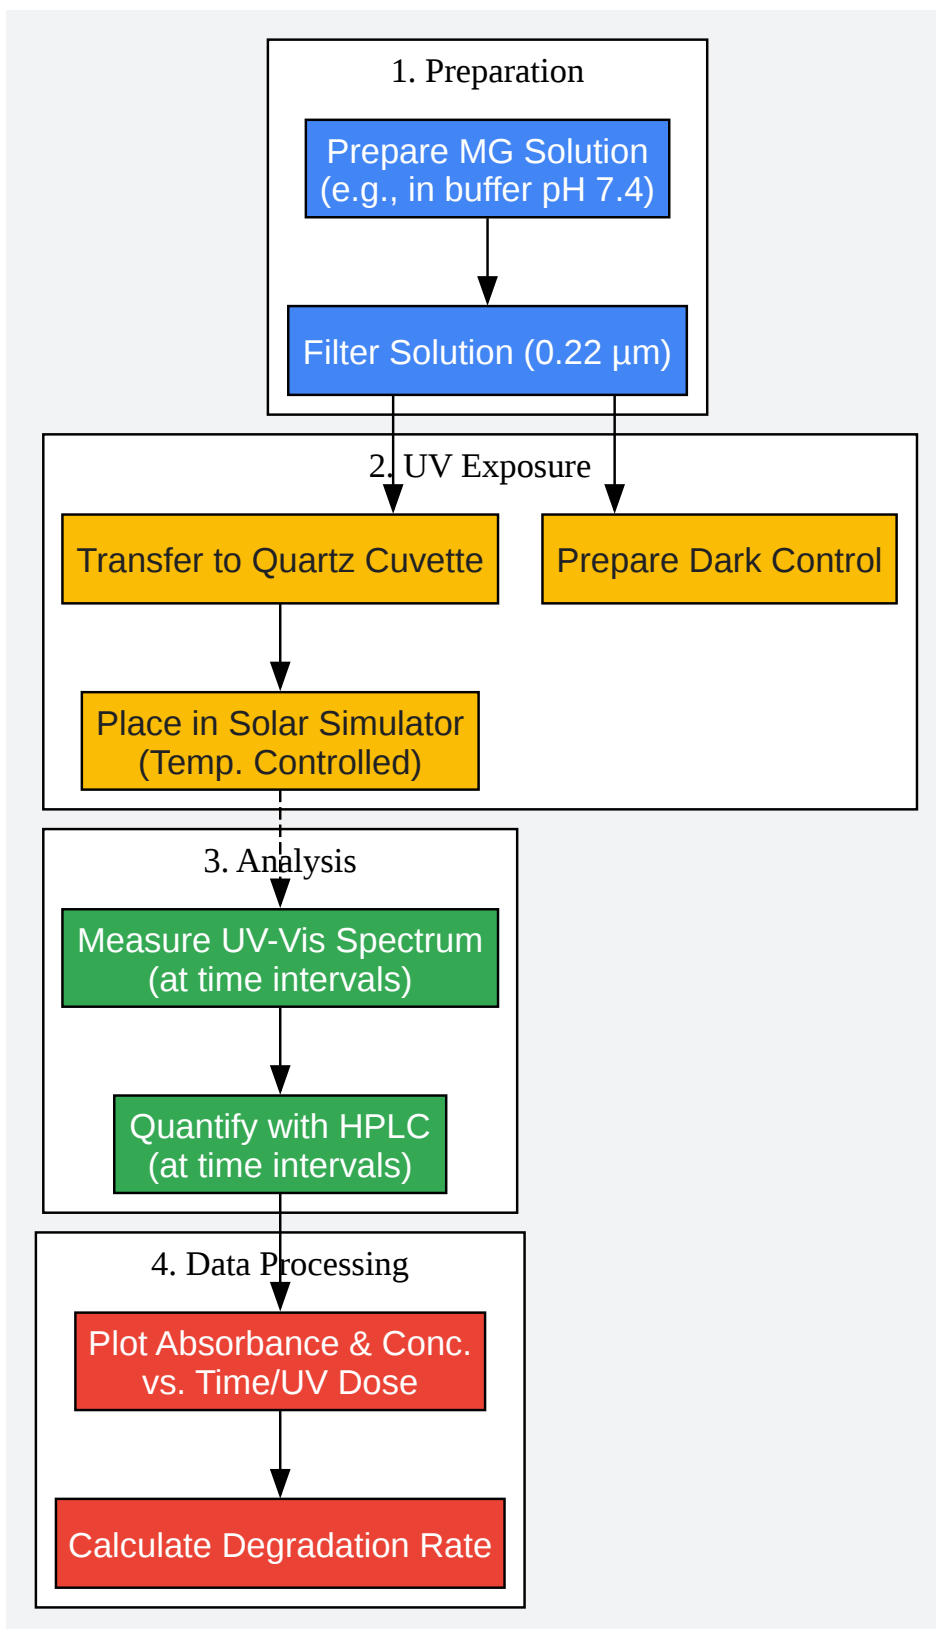 1. Preparation
Prepare MG Solution
(e.g., in buffer pH 7.4)
Filter Solution (0.22 µm)
2. UV Exposure
Transfer to Quartz Cuvette
Prepare Dark Control
Place in Solar Simulator
(Temp. Controlled)
3. Analysis
Measure UV-Vis Spectrum
(at time intervals)
Quantify with HPLC
(at time intervals)
4. Data Processing
Plot Absorbance & Conc.
vs. Time/UV Dose
Calculate Degradation Rate